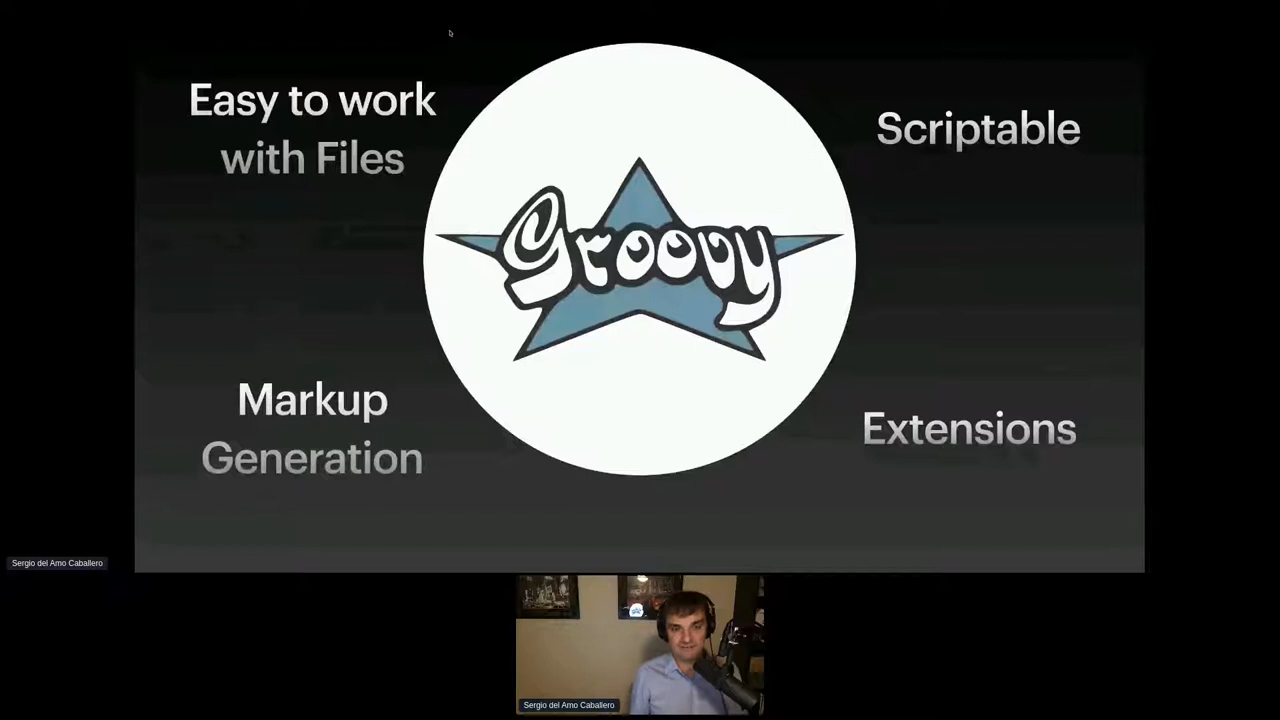 Easy to work
with Files
Scriptable
Groovy
Markup
Generation
Extensions
Sergio del Amo Caballero
Sergio del Amo Caballero